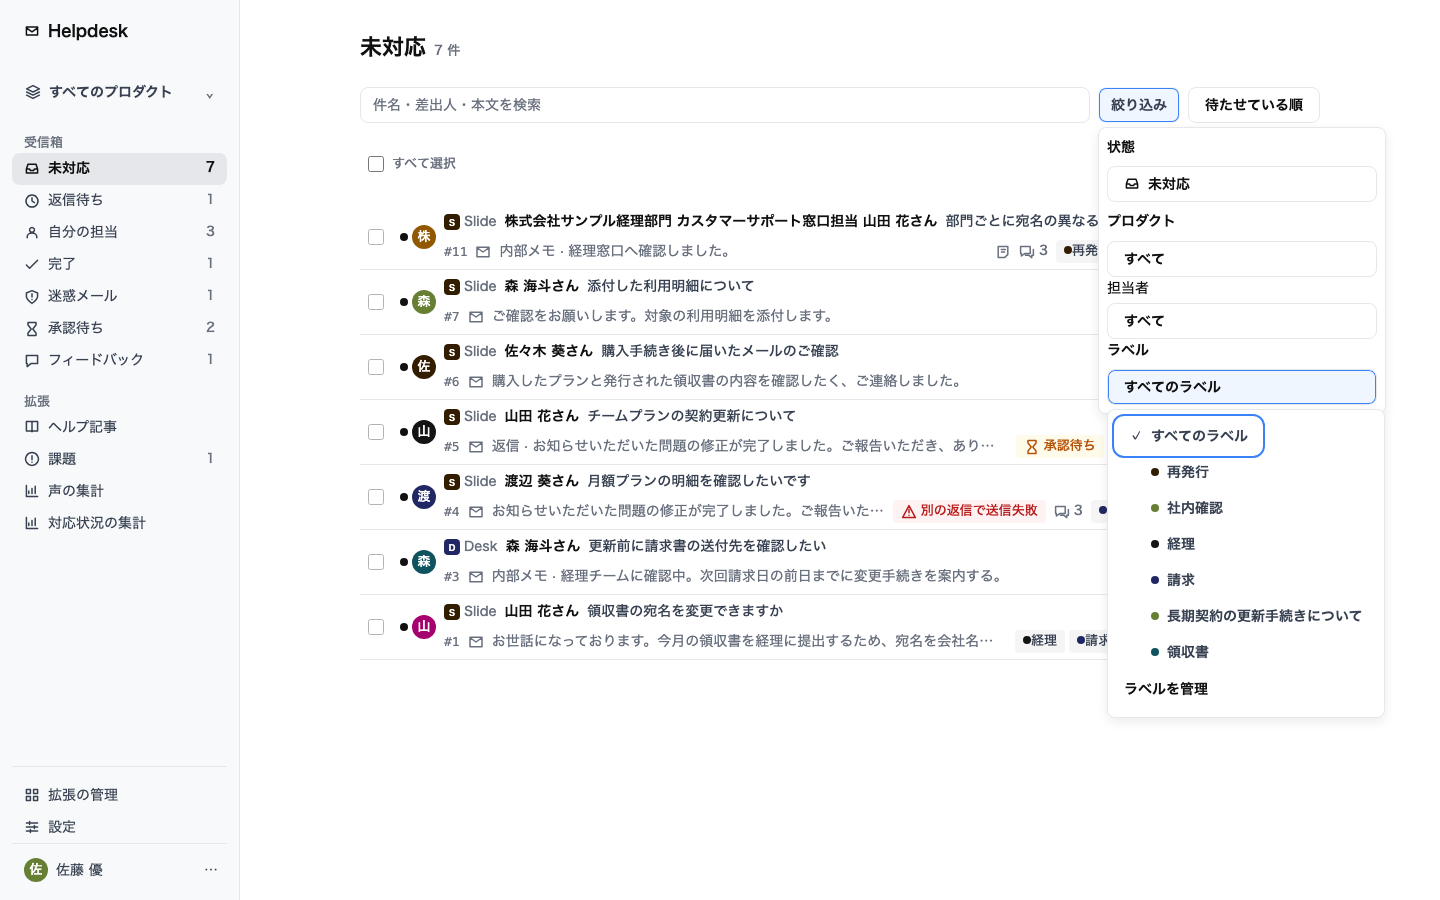 Helpdesk
すべてのプロダクト
受信箱
未対応 7
返信待ち 1
自分の担当 3
完了 1
迷惑メール 1
承認待ち 2
フィードバック 1
拡張
ヘルプ記事
課題 1
声の集計
対応状況の集計
拡張の管理
設定
佐 佐藤 優 …
未対応 7 件
件名・差出人・本文を検索 絞り込み 待たせている順
すべて選択
株 S Slide 株式会社サンプル経理部門 カスタマーサポート窓口担当 山田 花さん 部門ごとに宛名の異なる
#11 内部メモ · 経理窓口へ確認しました。 3 再発
森 S Slide 森 海斗さん 添付した利用明細について
#7 ご確認をお願いします。対象の利用明細を添付します。
佐 S Slide 佐々木 葵さん 購入手続き後に届いたメールのご確認
#6 購入したプランと発行された領収書の内容を確認したく、ご連絡しました。
山 S Slide 山田 花さん チームプランの契約更新について
#5 返信 · お知らせいただいた問題の修正が完了しました。ご報告いただき、あり… 承認待ち
渡 S Slide 渡辺 葵さん 月額プランの明細を確認したいです
#4 お知らせいただいた問題の修正が完了しました。ご報告いた… 別の返信で送信失敗 3
森 D Desk 森 海斗さん 更新前に請求書の送付先を確認したい
#3 内部メモ · 経理チームに確認中。次回請求日の前日までに変更手続きを案内する。
山 S Slide 山田 花さん 領収書の宛名を変更できますか
#1 お世話になっております。今月の領収書を経理に提出するため、宛名を会社名… 経理 請求
状態
未対応
プロダクト
すべて
担当者
すべて
ラベル
すべてのラベル
✓ すべてのラベル
再発行
社内確認
経理
請求
長期契約の更新手続きについて
領収書
ラベルを管理